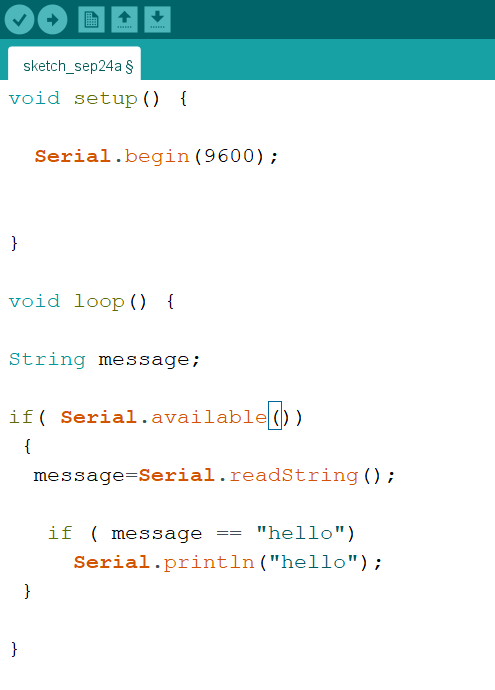 sketch_sep24a §
void setup() {
Serial.begin(9600);
}
void loop() {
String message;
if( Serial.available())
{
message=Serial.readString();
if ( message == "hello")
Serial.println("hello");
}
}